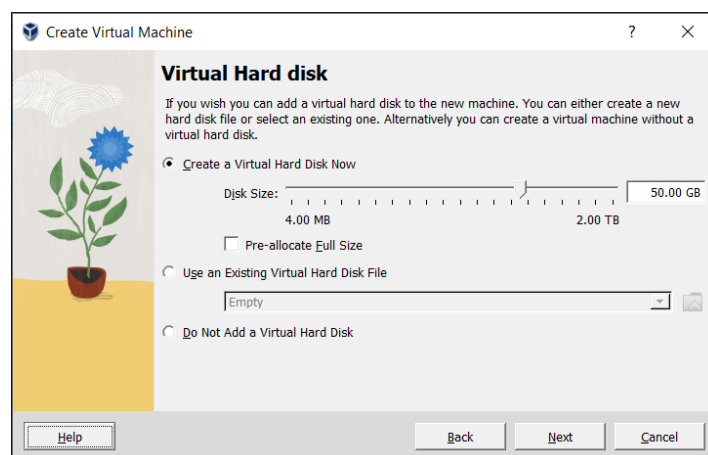 Create Virtual Machine
?
Virtual Hard disk
If you wish you can add a virtual hard disk to the new machine. You can either create a new
hard disk file or select an existing one. Alternatively you can create a virtual machine without a
virtual hard disk.
Create a Virtual Hard Disk Now
Disk Size:
50.00 GB
4.00 MB
2.00 TB
Pre-allocate Full Size
Use an Existing Virtual Hard Disk File
Empty
Do Not Add a Virtual Hard Disk
Help
Back
Next
Cancel